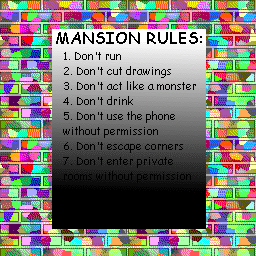 MANSION RULES:
1. Don't run
2. Don't cut drawings
3. Don't act like a monster
4. Don't drink
5. Don't use the phone
without permission
6. Don't escape corners
7. Don't enter private
rooms without permission